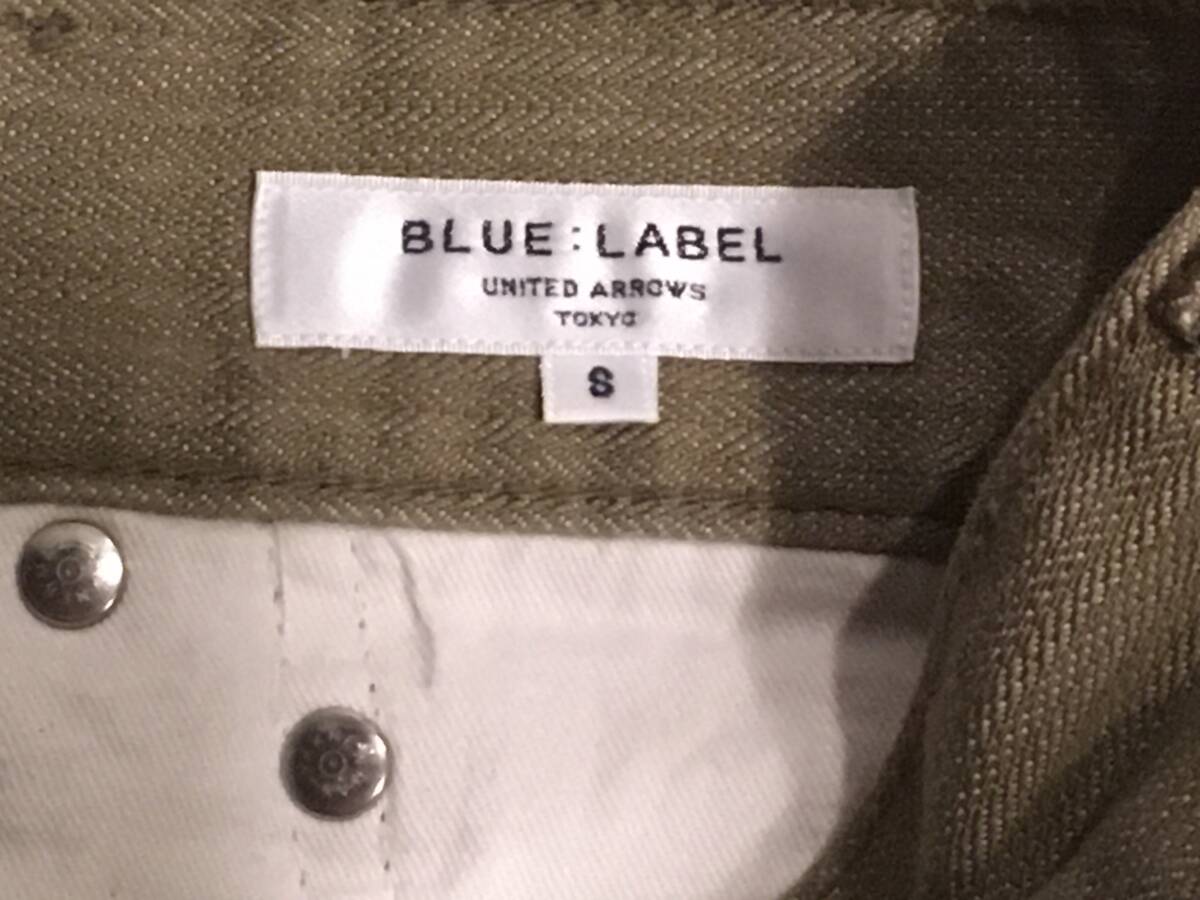 BLUE:LABEL
UNITED ARROWS
TOKYO
S